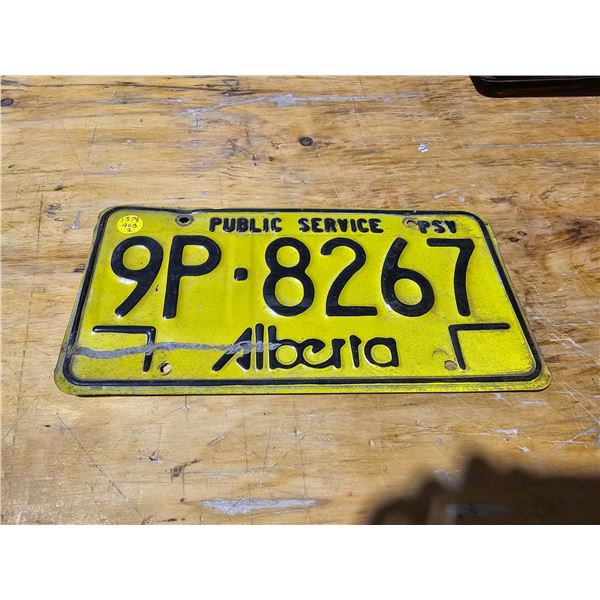 PUBLIC SERVICE PSV
9P·8267
Alberta